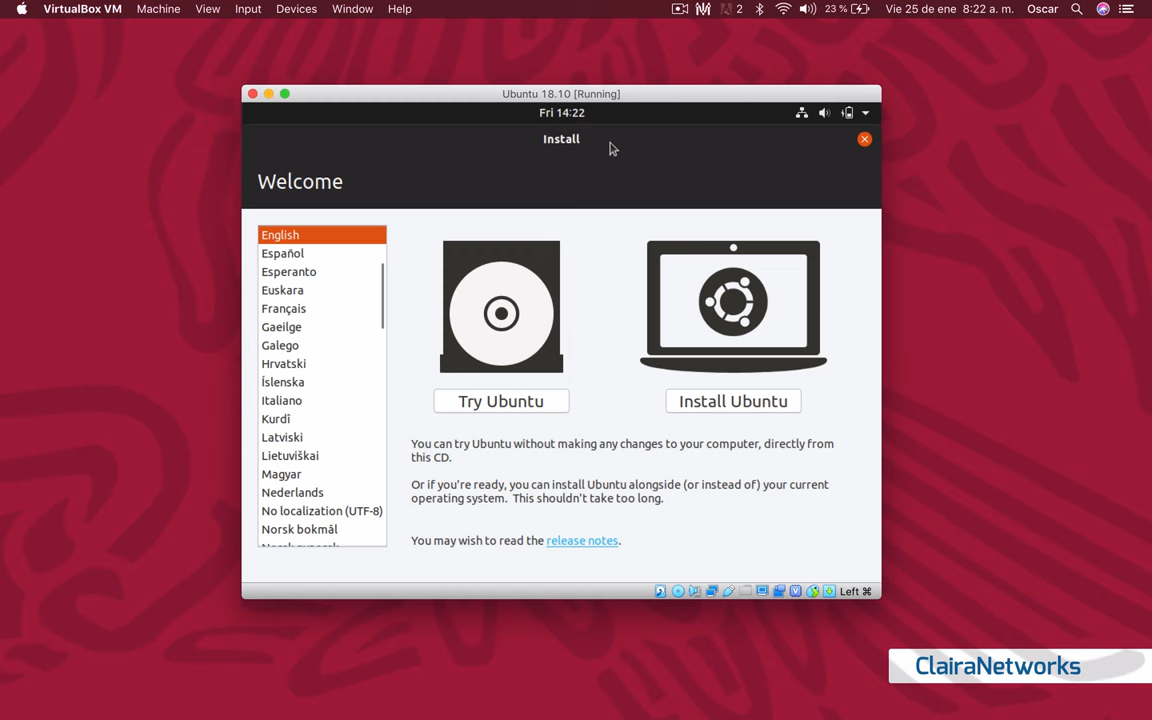 VirtualBox VM Machine View Input Devices Window Help 2 23 % Vie 25 de ene 8:22 a. m. Oscar
Ubuntu 18.10 [Running]
Fri 14:22
Install
Welcome
English
Español
Esperanto
Euskara
Français
Gaeilge
Galego
Hrvatski
Íslenska
Italiano
Kurdî
Latviski
Lietuviškai
Magyar
Nederlands
No localization (UTF-8)
Norsk bokmål
Try Ubuntu
Install Ubuntu
You can try Ubuntu without making any changes to your computer, directly from
this CD.
Or if you're ready, you can install Ubuntu alongside (or instead of) your current
operating system. This shouldn't take too long.
You may wish to read the release notes.
Left ⌘
ClairaNetworks